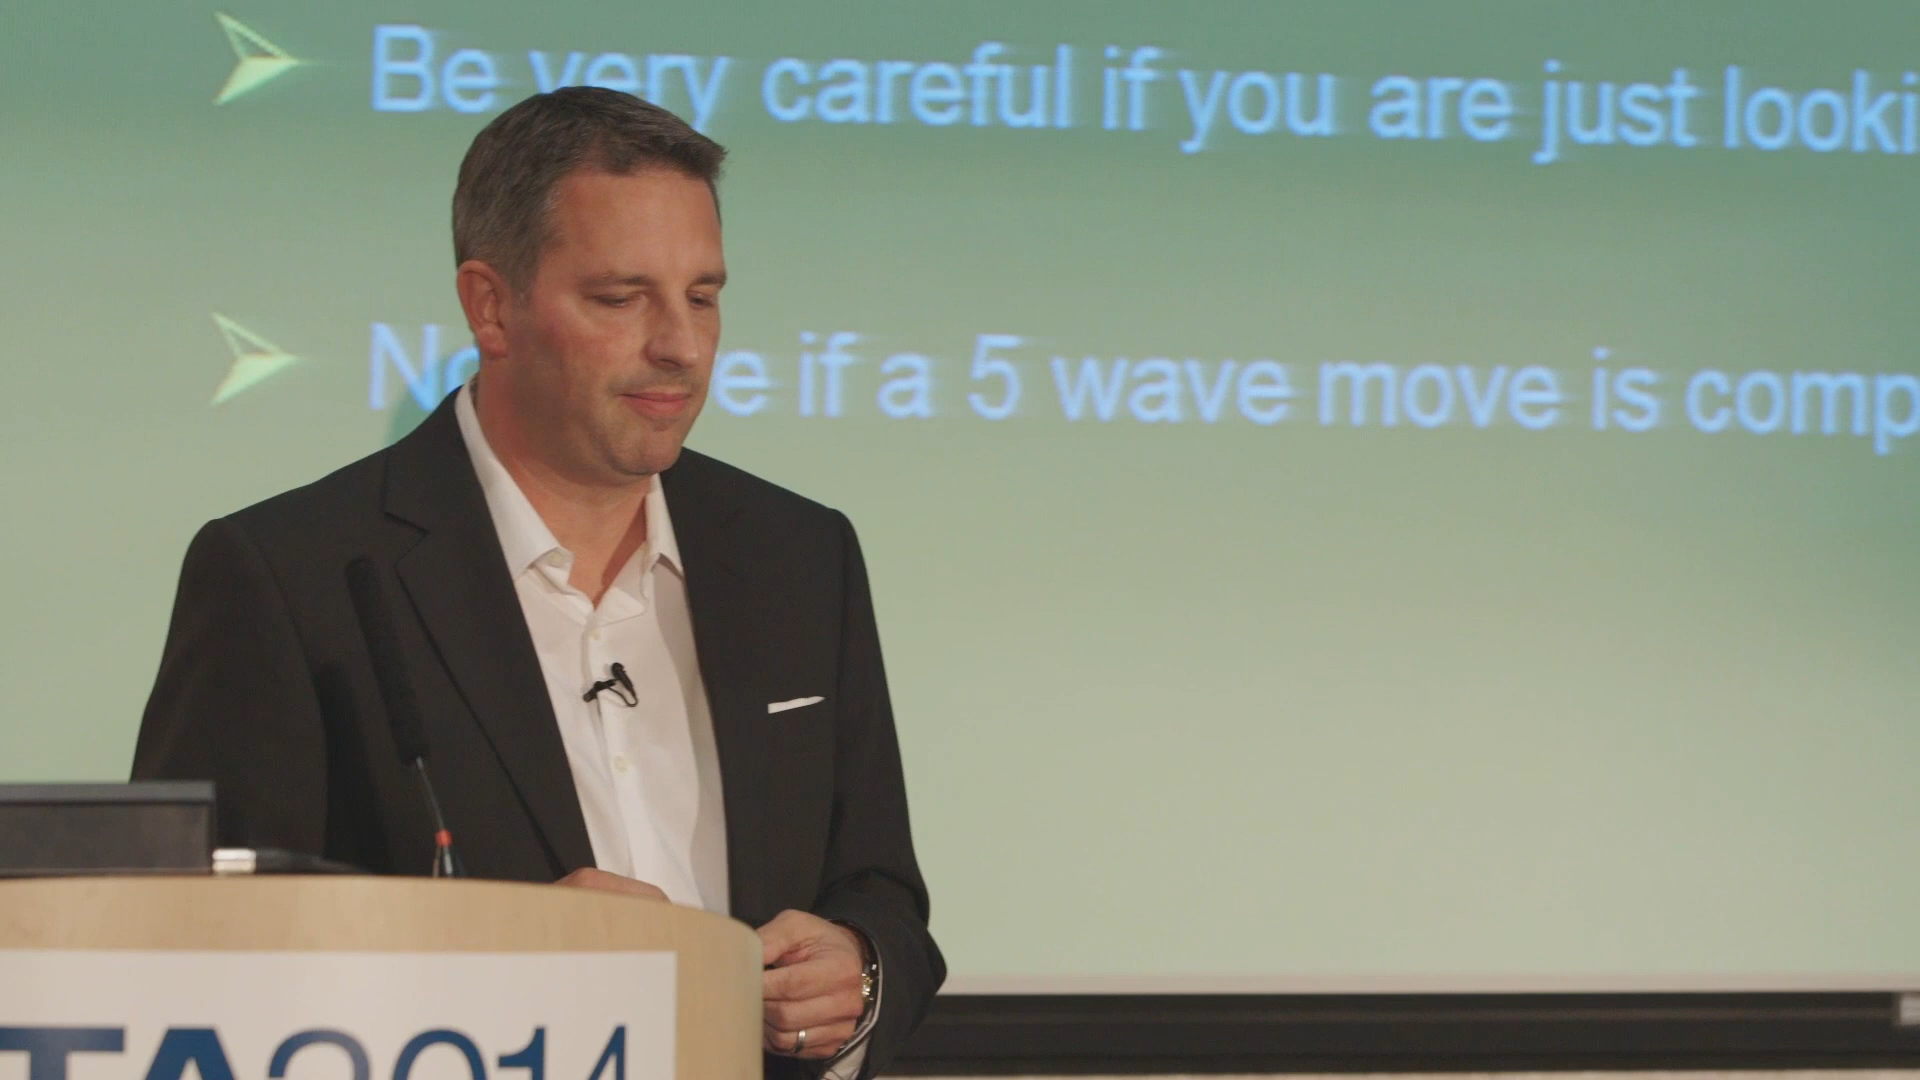 Be very careful if you are just looki
if a 5 wave move is comp
TA2014